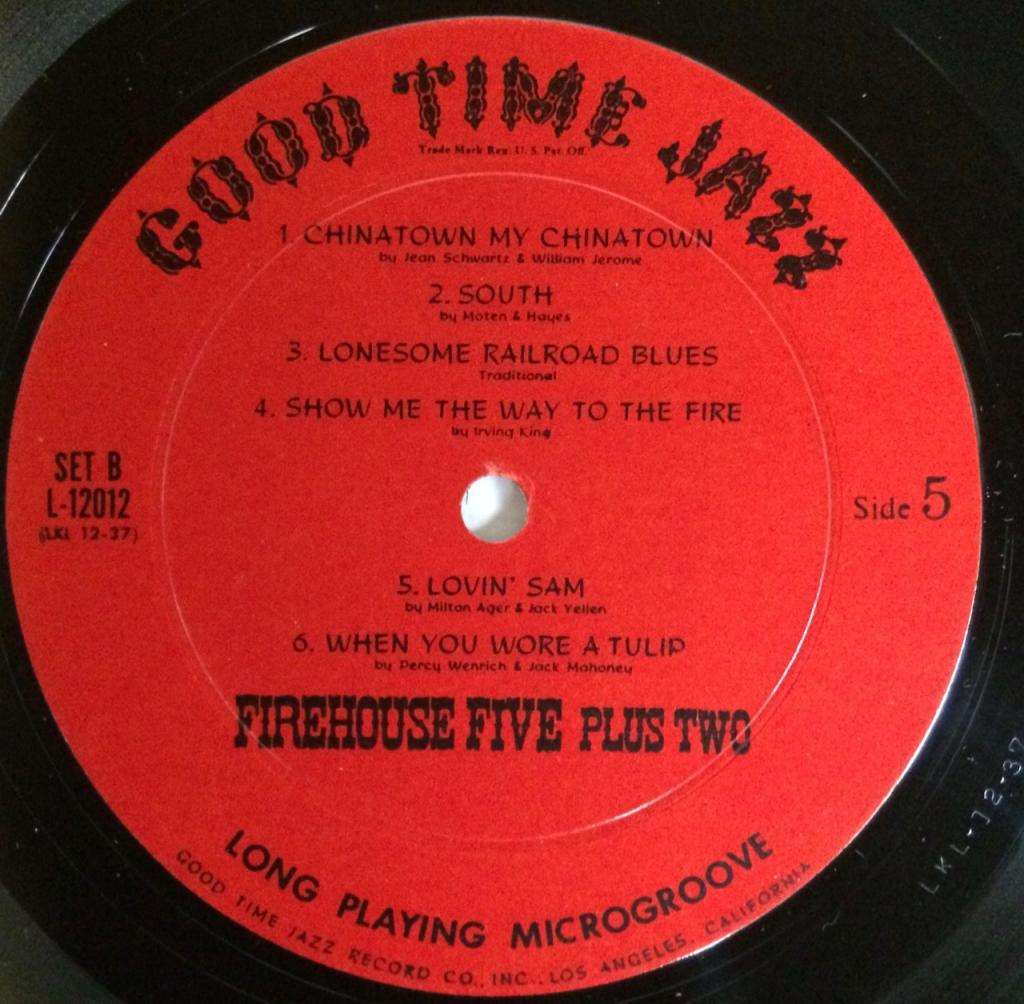 GOOD TIME JAZZ
Trade Mark Reg. U. S. Pat. Off.
1. CHINATOWN MY CHINATOWN
by Jean Schwartz & William Jerome
2. SOUTH
by Moten & Hayes
3. LONESOME RAILROAD BLUES
Traditional
4. SHOW ME THE WAY TO THE FIRE
by Irving King
SET B
L-12012
(LKL 12-37)
Side 5
5. LOVIN' SAM
by Milton Ager & Jack Yellen
6. WHEN YOU WORE A TULIP
by Percy Wenrich & Jack Mahoney
FIREHOUSE FIVE PLUS TWO
LONG PLAYING MICROGROOVE
GOOD TIME JAZZ RECORD CO., INC., LOS ANGELES, CALIFORNIA
LKL-12-37